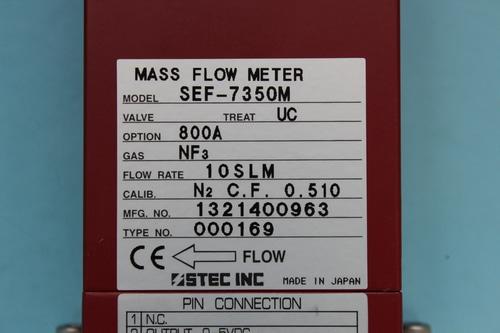 MASS FLOW METER
MODEL SEF-7350M
VALVE TREAT UC
OPTION 800A
GAS NF3
FLOW RATE 10SLM
CALIB. N2 C.F. 0.510
MFG. NO. 1321400963
TYPE NO. 000169
CE FLOW
STEC INC MADE IN JAPAN
PIN CONNECTION
1 N.C.